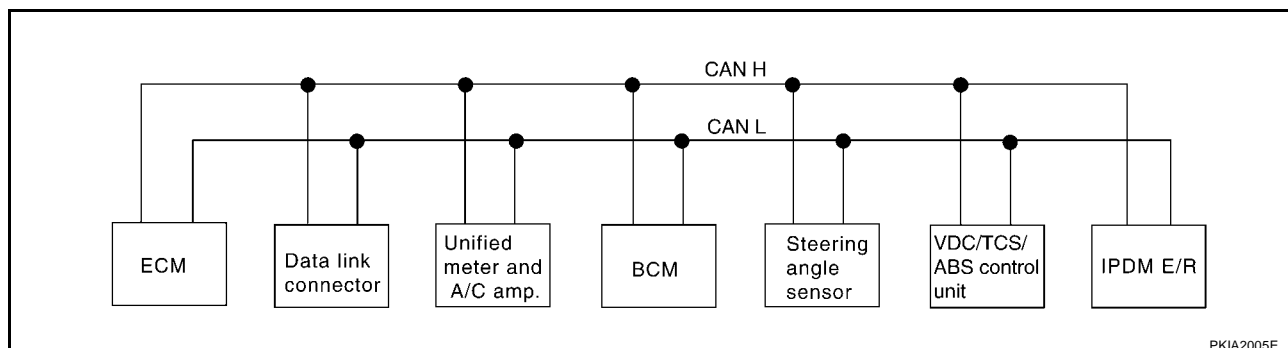 CAN H
CAN L
ECM
Data link
connector
Unified
meter and
A/C amp.
BCM
Steering
angle
sensor
VDC/TCS/
ABS control
unit
IPDM E/R
PKIA2005E